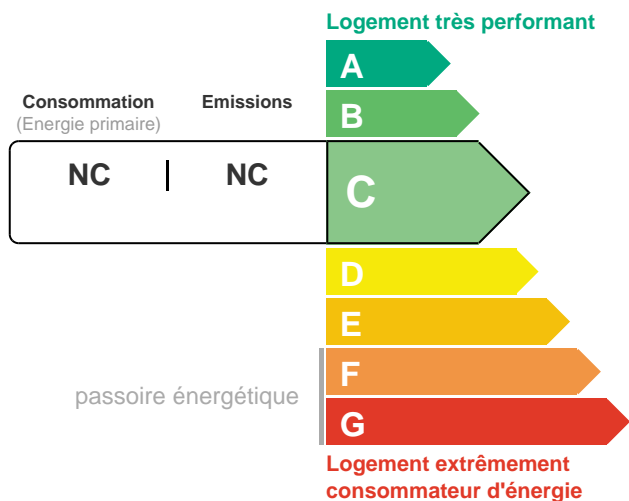 Logement très performant
A
B
Consommation Emissions
(Energie primaire)
NC | NC
C
D
E
F
passoire énergétique
G
Logement extrêmement
consommateur d'énergie